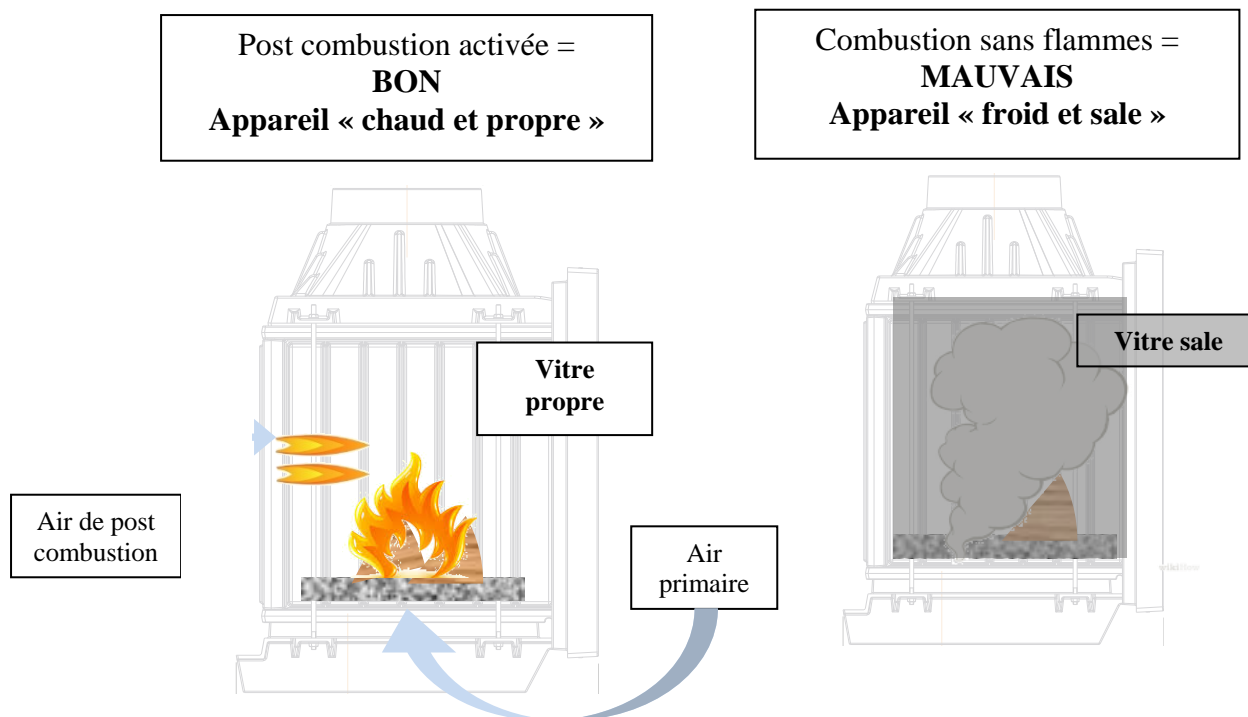 Post combustion activée =
BON
Appareil « chaud et propre »
Combustion sans flammes =
MAUVAIS
Appareil « froid et sale »
Vitre
propre
Vitre sale
Air de post
combustion
Air
primaire
wikiHow